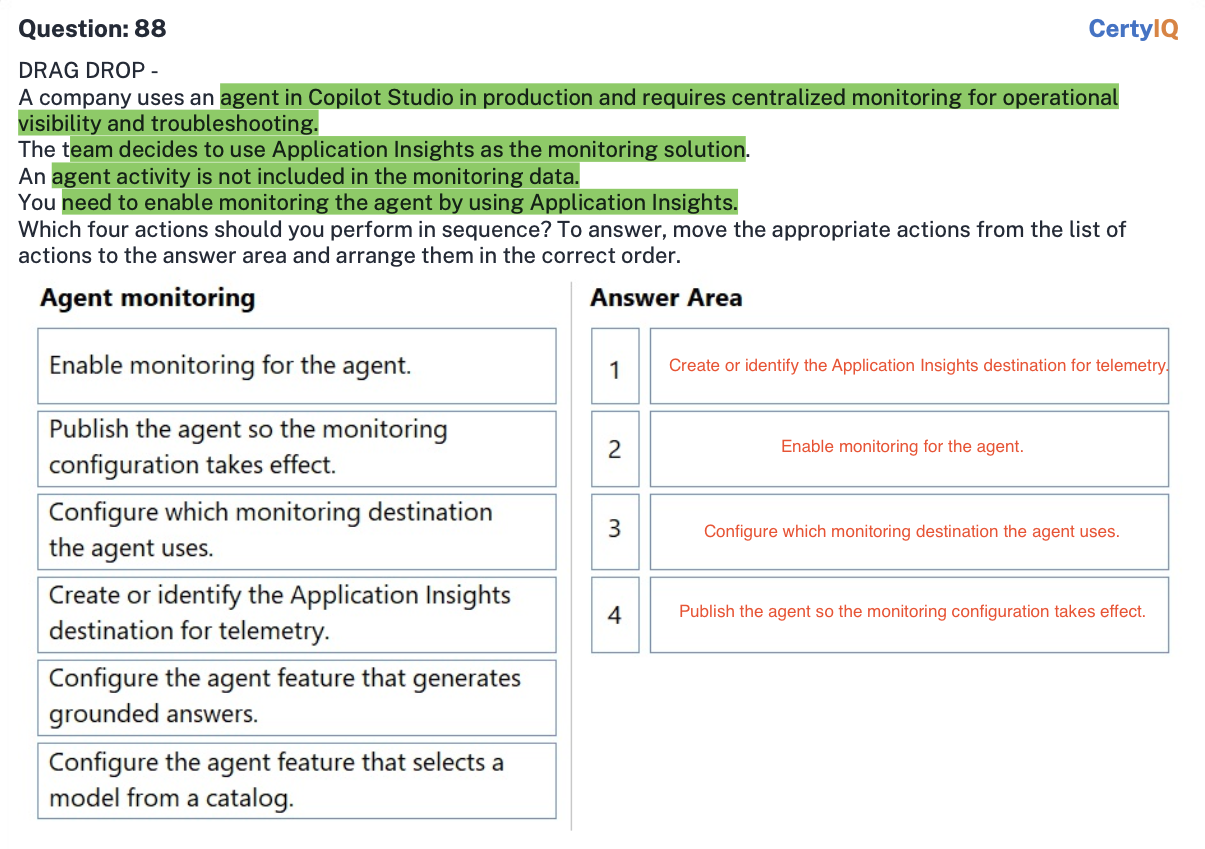 Question: 88
CertyIQ
DRAG DROP -
A company uses an agent in Copilot Studio in production and requires centralized monitoring for operational
visibility and troubleshooting.
The team decides to use Application Insights as the monitoring solution.
An agent activity is not included in the monitoring data.
You need to enable monitoring the agent by using Application Insights.
Which four actions should you perform in sequence? To answer, move the appropriate actions from the list of
actions to the answer area and arrange them in the correct order.
Agent monitoring
Enable monitoring for the agent.
Publish the agent so the monitoring
configuration takes effect.
Configure which monitoring destination
the agent uses.
Create or identify the Application Insights
destination for telemetry.
Configure the agent feature that generates
grounded answers.
Configure the agent feature that selects a
model from a catalog.
Answer Area
1
Create or identify the Application Insights destination for telemetry.
2
Enable monitoring for the agent.
3
Configure which monitoring destination the agent uses.
4
Publish the agent so the monitoring configuration takes effect.